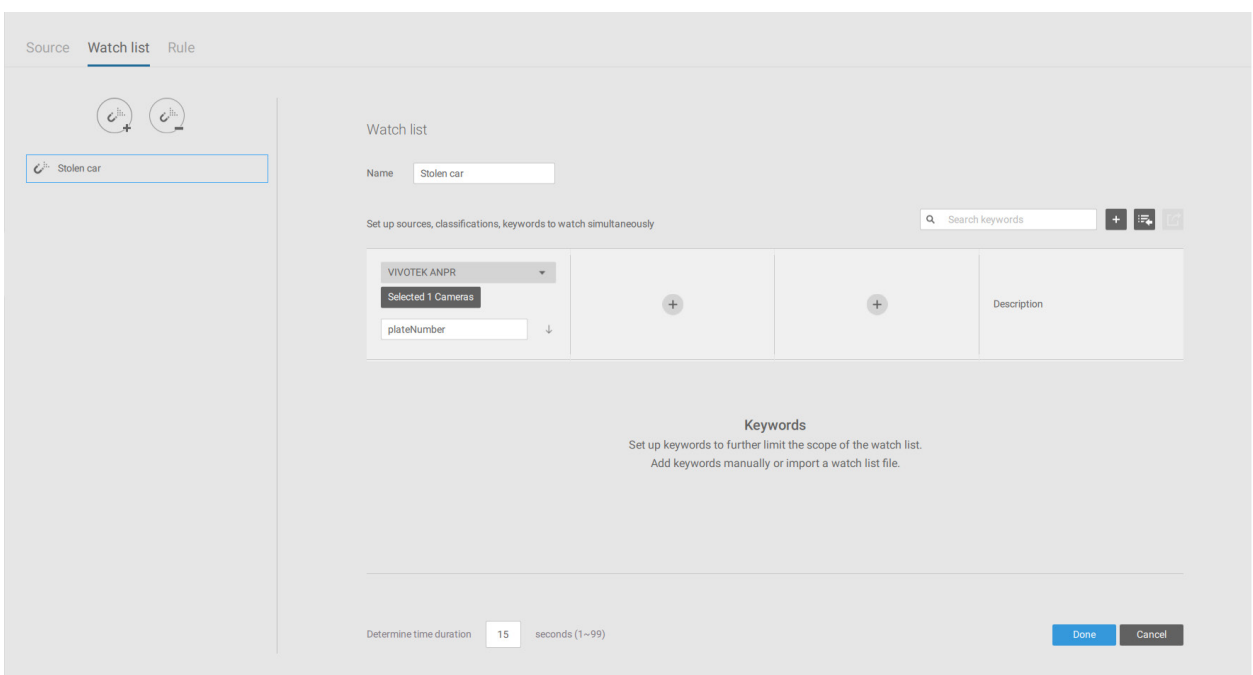 Source Watch list Rule
Stolen car
Watch list
Name Stolen car
Set up sources, classifications, keywords to watch simultaneously
Search keywords
VIVOTEK ANPR
Selected 1 Cameras
plateNumber
Description
Keywords
Set up keywords to further limit the scope of the watch list.
Add keywords manually or import a watch list file.
Determine time duration 15 seconds (1~99)
Done Cancel